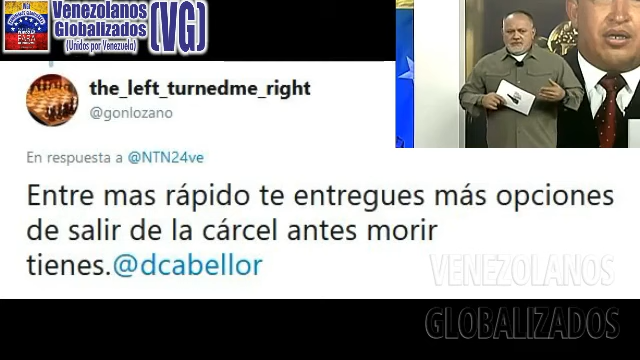 Venezolanos
Globalizados
(Unidos por Venezuela)
(VG)
the_left_turnedme_right
@gonlozano
En respuesta a @NTN24ve
Entre mas rápido te entregues más opciones
de salir de la cárcel antes morir
tienes.@dcabellor
VENEZOLANOS
GLOBALIZADOS